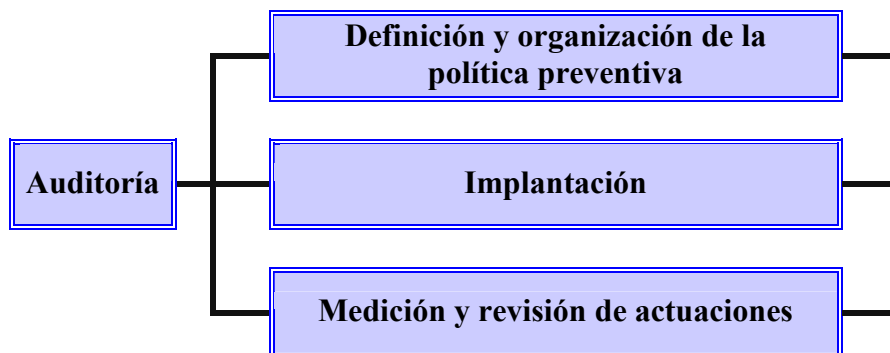 Definición y organización de la
política preventiva
Auditoría
Implantación
Medición y revisión de actuaciones